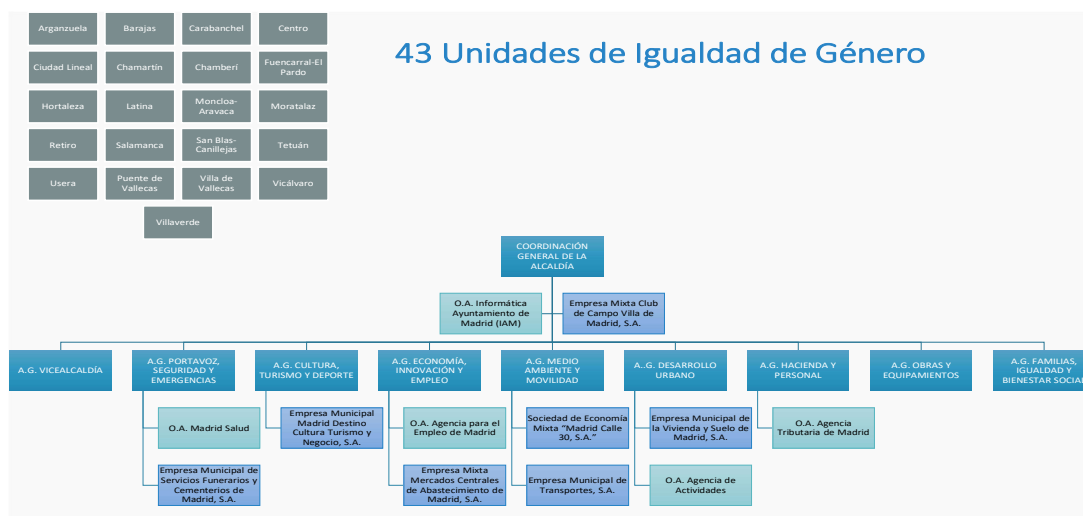 Arganzuela
Barajas
Carabanchel
Centro
43 Unidades de Igualdad de Género
Ciudad Lineal
Chamartín
Chamberí
Fuencarral-El
Pardo
Hortaleza
Latina
Moncloa-
Aravaca
Moratalaz
Retiro
Salamanca
San Blas-
Canillejas
Tetuán
Usera
Puente de
Vallecas
Villa de
Vallecas
Vicálvaro
Villaverde
COORDINACIÓN
GENERAL DE LA
ALCALDÍA
O.A. Informática
Ayuntamiento de
Madrid (IAM)
Empresa Mixta Club
de Campo Villa de
Madrid, S.A.
A.G. VICEALCALDÍA
A.G. PORTAVOZ,
SEGURIDAD Y
EMERGENCIAS
A.G. CULTURA,
TURISMO Y DEPORTE
A.G. ECONOMÍA,
INNOVACIÓN Y
EMPLEO
A.G. MEDIO
AMBIENTE Y
MOVILIDAD
A..G. DESARROLLO
URBANO
A.G. HACIENDA Y
PERSONAL
A.G. OBRAS Y
EQUIPAMIENTOS
A.G. FAMILIAS,
IGUALDAD Y
BIENESTAR SOCIAL
O.A. Madrid Salud
Empresa Municipal
Madrid Destino
Cultura Turismo y
Negocio, S.A.
O.A. Agencia para el
Empleo de Madrid
Sociedad de Economía
Mixta “Madrid Calle
30, S.A.”
Empresa Municipal de
la Vivienda y Suelo de
Madrid, S.A.
O.A. Agencia
Tributaria de Madrid
Empresa Municipal de
Servicios Funerarios y
Cementerios de
Madrid, S.A.
Empresa Mixta
Mercados Centrales
de Abastecimiento de
Madrid, S.A.
Empresa Municipal de
Transportes, S.A.
O.A. Agencia de
Actividades